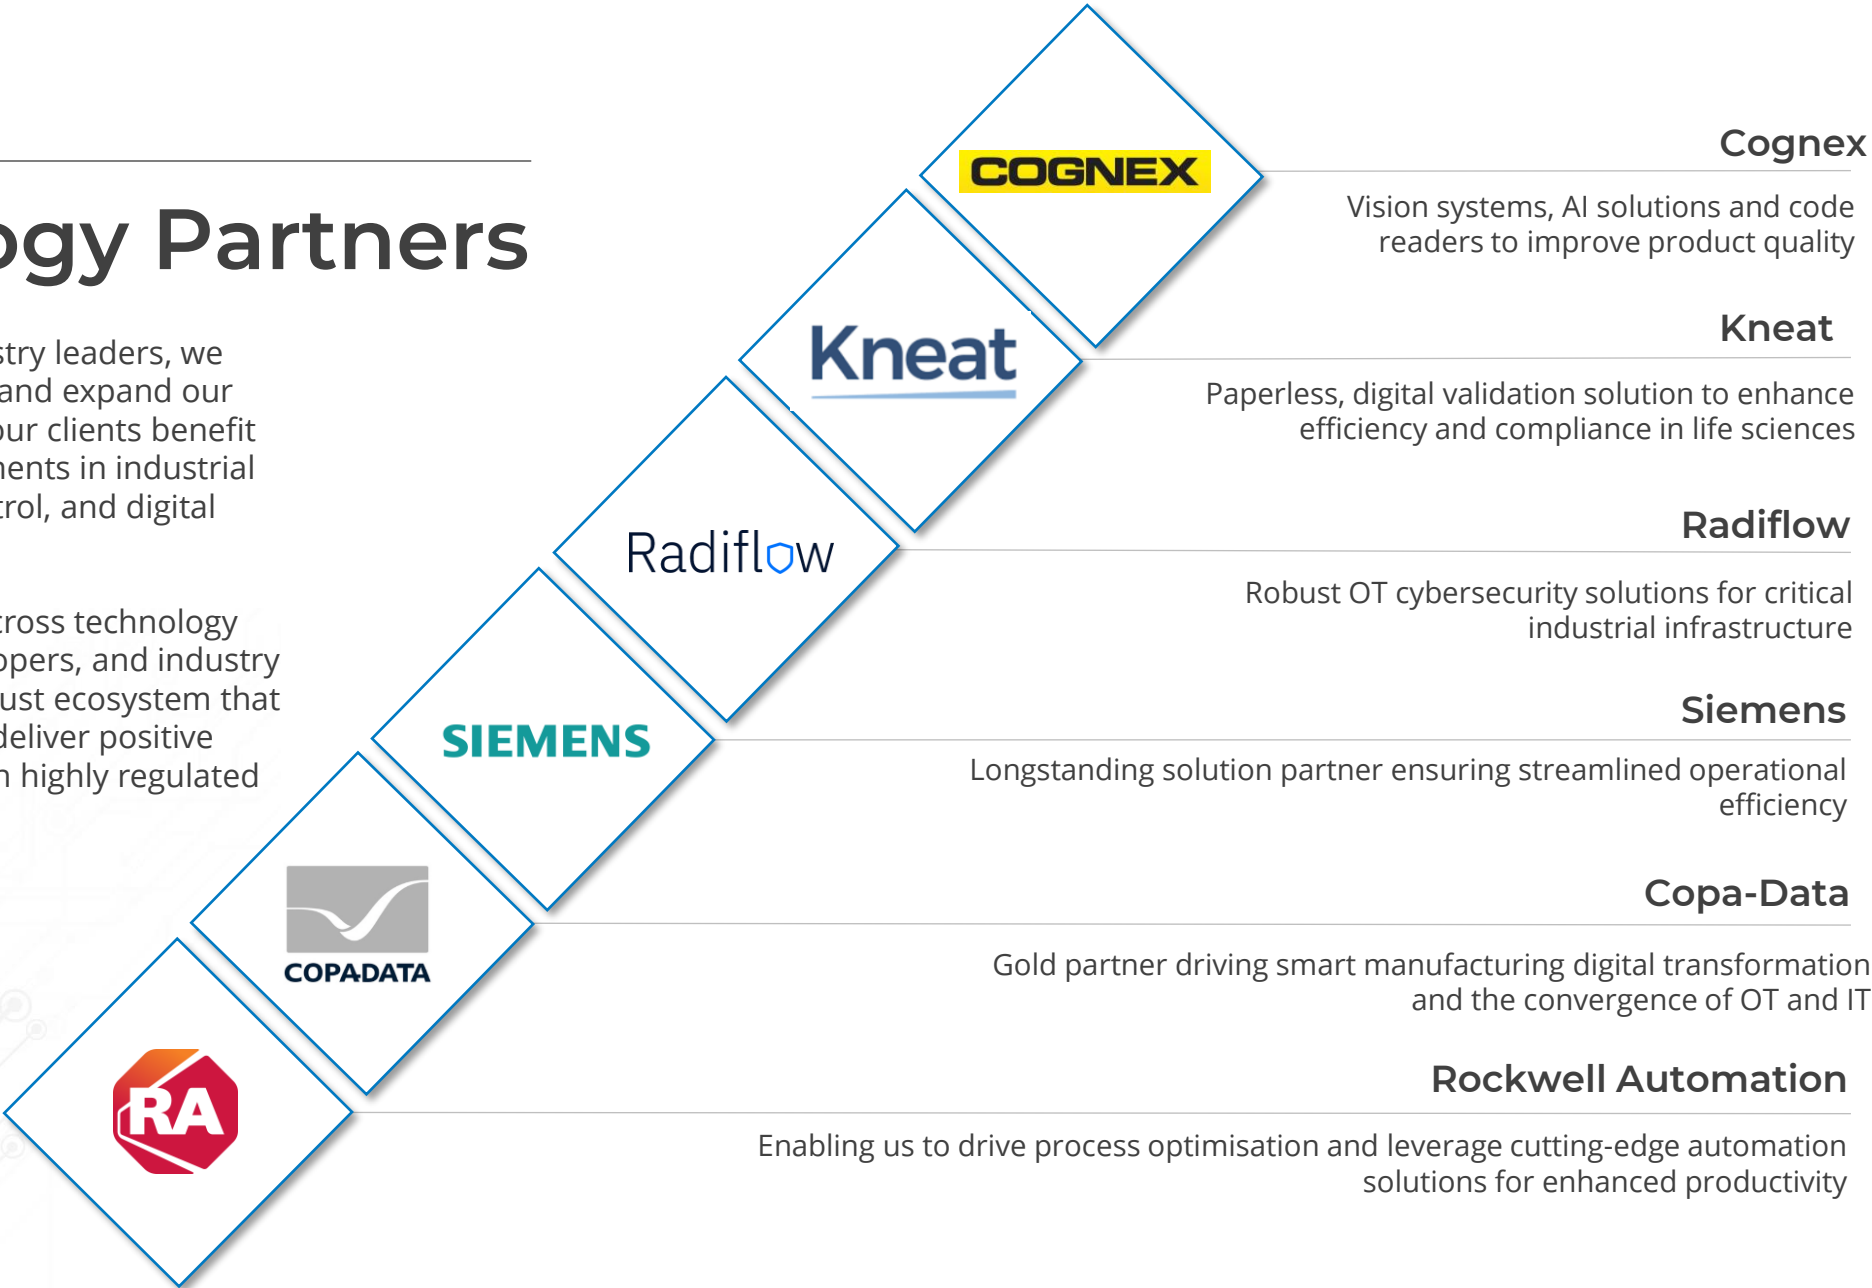 ogy Partners
stry leaders, we
and expand our
our clients benefit
ments in industrial
trol, and digital
cross technology
opers, and industry
ust ecosystem that
deliver positive
n highly regulated
COGNEX
Kneat
Radiflow
SIEMENS
COPADATA
RA
Cognex
Vision systems, AI solutions and code
readers to improve product quality
Kneat
Paperless, digital validation solution to enhance
efficiency and compliance in life sciences
Radiflow
Robust OT cybersecurity solutions for critical
industrial infrastructure
Siemens
Longstanding solution partner ensuring streamlined operational
efficiency
Copa-Data
Gold partner driving smart manufacturing digital transformation
and the convergence of OT and IT
Rockwell Automation
Enabling us to drive process optimisation and leverage cutting-edge automation
solutions for enhanced productivity